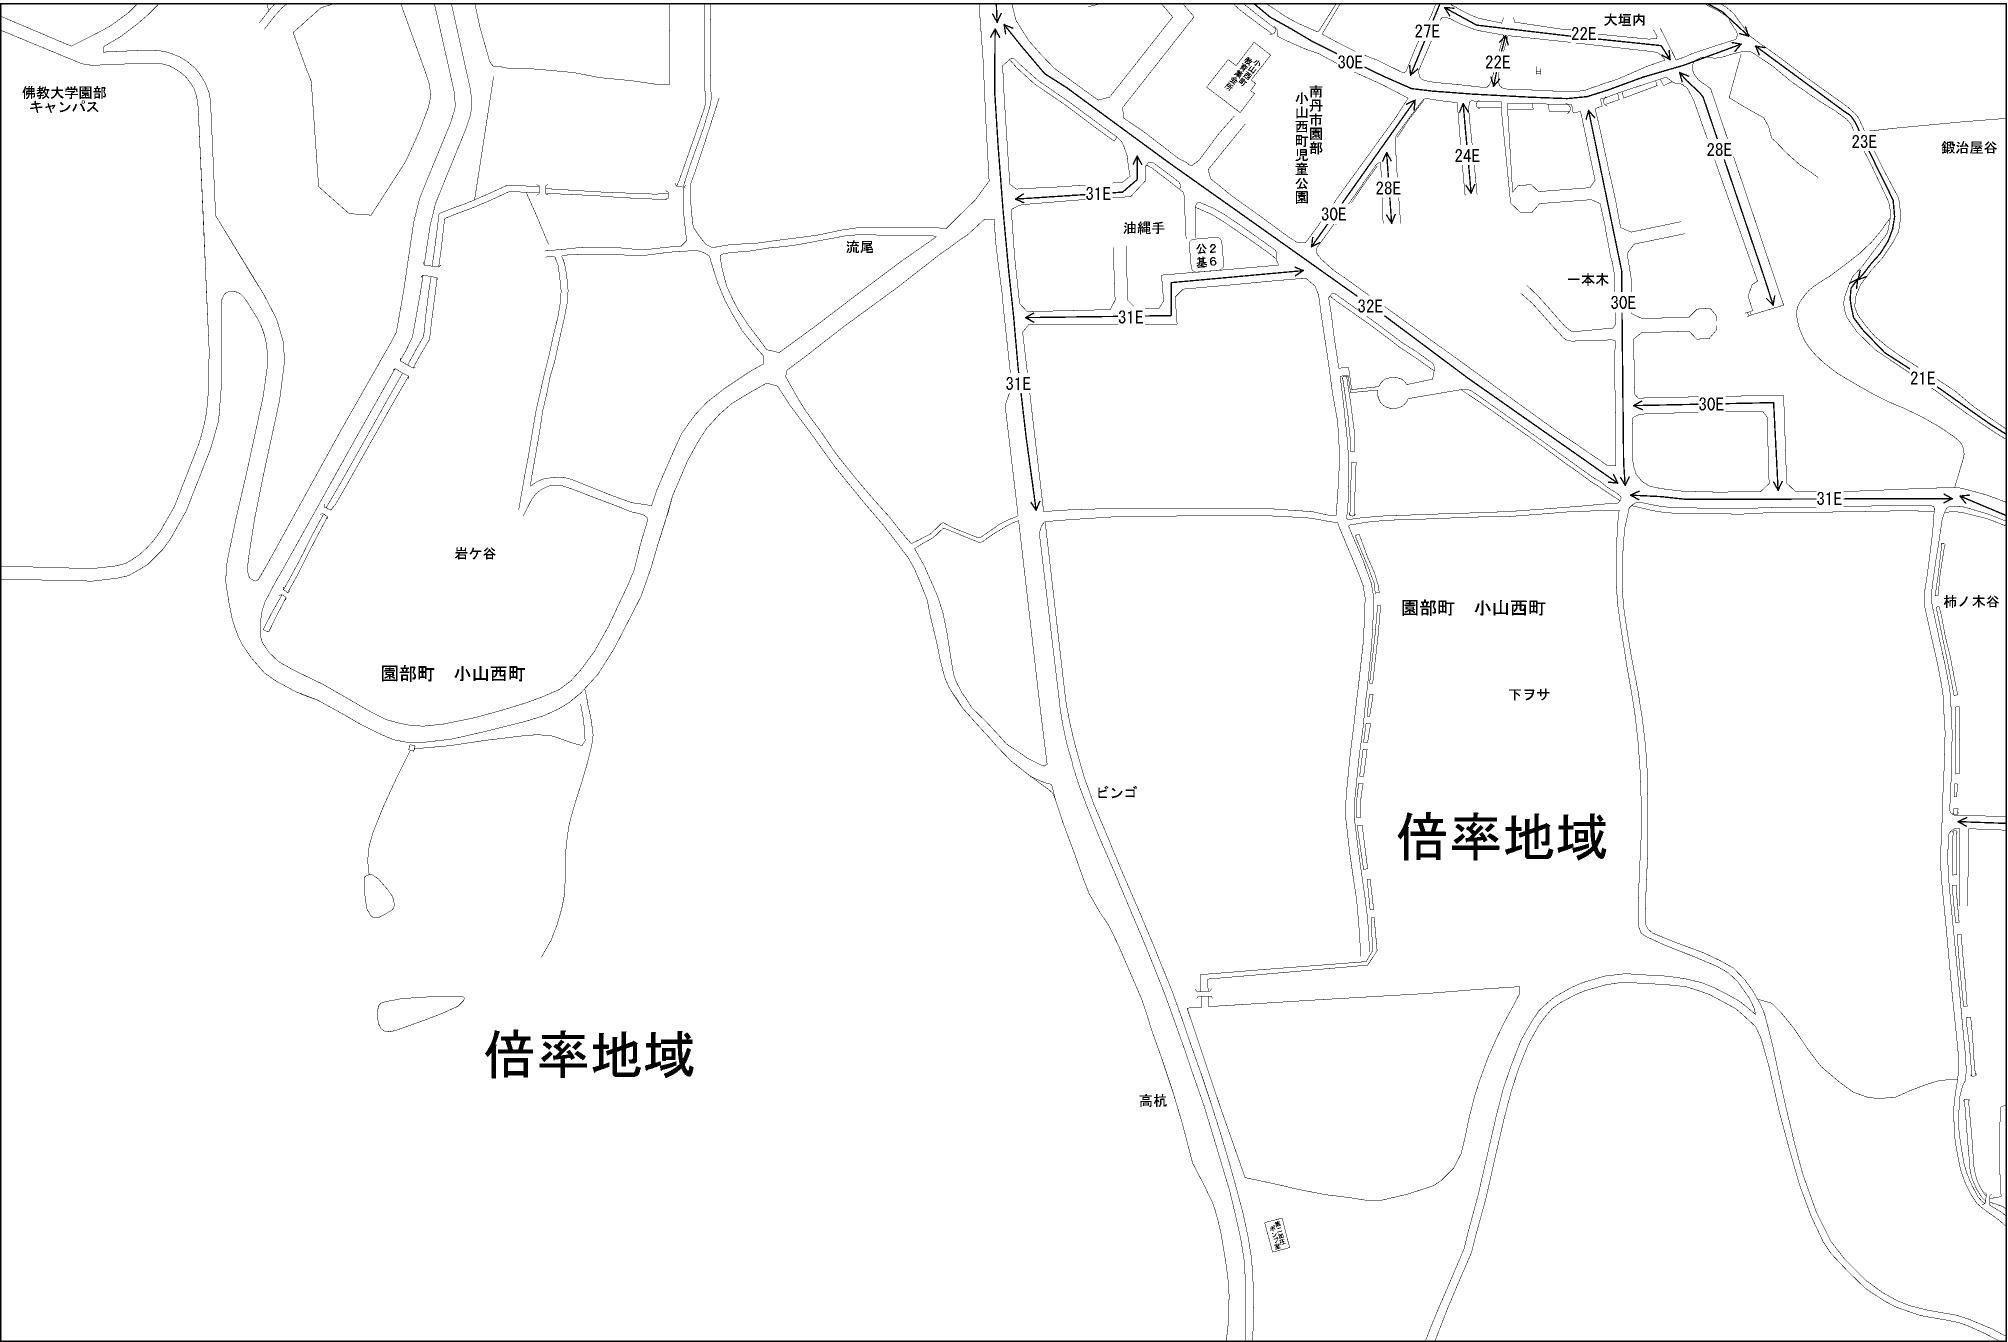 大垣内
27E
22E
22E
30E
佛教大学園部
キャンパス
南丹市園部
小山西町児童公園
23E
鍛治屋谷
28E
24E
28E
31E
30E
油縄手
流尾
公2
基6
一本木
30E
32E
31E
31E
21E
30E
31E
岩ケ谷
園部町　小山西町
柿ノ木谷
園部町　小山西町
下ヲサ
ビンゴ
倍率地域
倍率地域
高杭